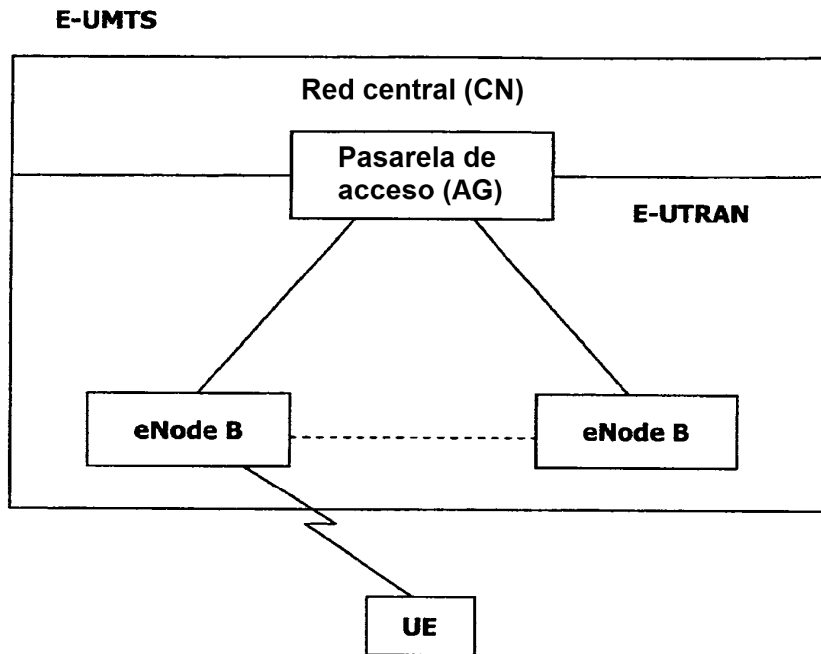 E-UMTS
Red central (CN)
Pasarela de
acceso (AG)
E-UTRAN
eNode B
eNode B
UE